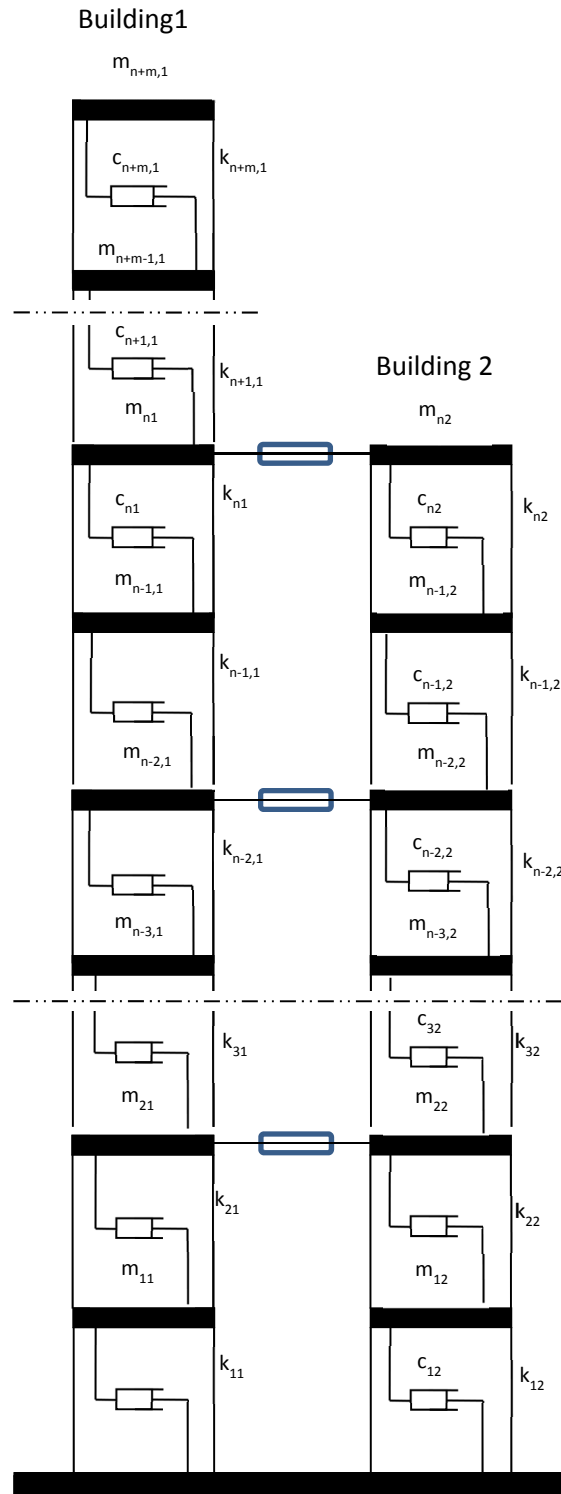 Building1
m_{n+m,1}
c_{n+m,1}
k_{n+m,1}
m_{n+m-1,1}
c_{n+1,1}
k_{n+1,1}
m_{n1}
Building 2
m_{n2}
c_{n1}
k_{n1}
m_{n-1,1}
c_{n2}
k_{n2}
m_{n-1,2}
k_{n-1,1}
m_{n-2,1}
c_{n-1,2}
k_{n-1,2}
m_{n-2,2}
k_{n-2,1}
m_{n-3,1}
c_{n-2,2}
k_{n-2,2}
m_{n-3,2}
k_{31}
m_{21}
c_{32}
k_{32}
m_{22}
k_{21}
m_{11}
k_{22}
m_{12}
k_{11}
c_{12}
k_{12}